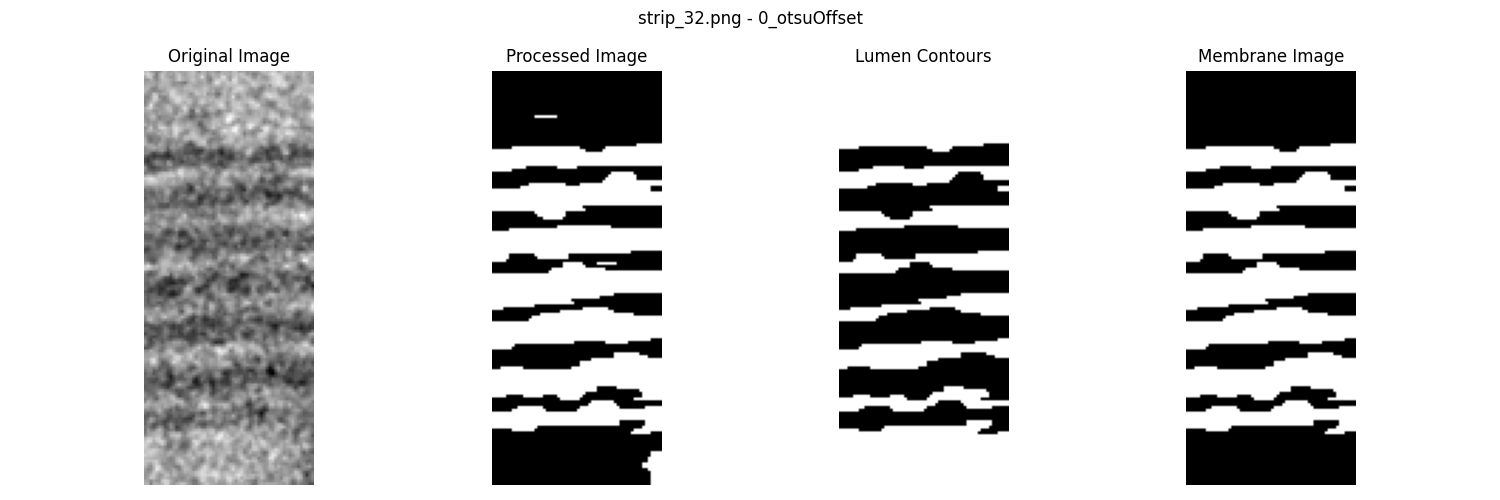 strip_32.png - 0_otsuOffset
Original Image
Processed Image
Lumen Contours
Membrane Image